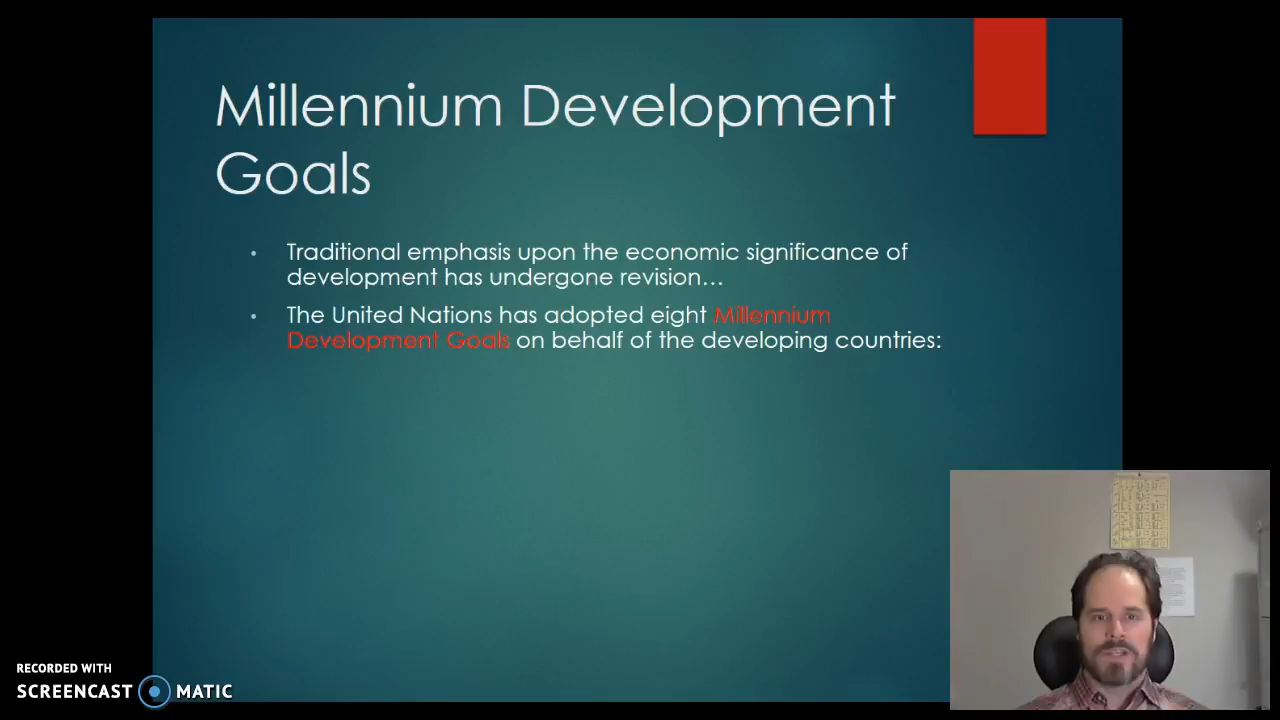 Millennium Development
Goals
• Traditional emphasis upon the economic significance of
development has undergone revision…
• The United Nations has adopted eight Millennium
Development Goals on behalf of the developing countries:
RECORDED WITH
SCREENCAST MATIC